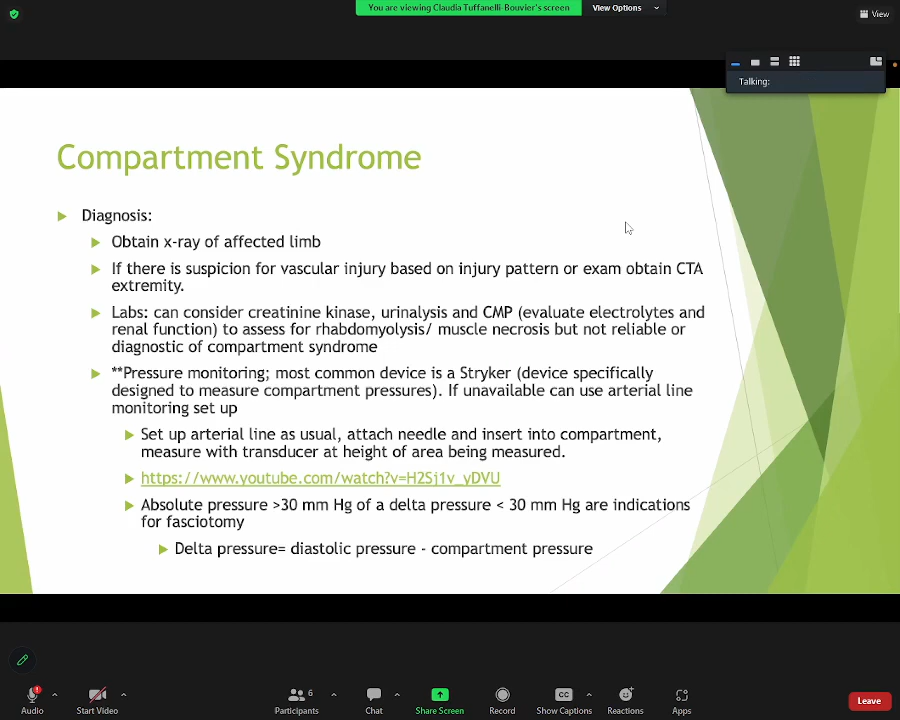 You are viewing Claudia Tuffanelli-Bouvier's screen
View Options
View
Talking:
Compartment Syndrome
Diagnosis:
Obtain x-ray of affected limb
If there is suspicion for vascular injury based on injury pattern or exam obtain CTA
extremity.
Labs: can consider creatinine kinase, urinalysis and CMP (evaluate electrolytes and
renal function) to assess for rhabdomyolysis/ muscle necrosis but not reliable or
diagnostic of compartment syndrome
**Pressure monitoring; most common device is a Stryker (device specifically
designed to measure compartment pressures). If unavailable can use arterial line
monitoring set up
Set up arterial line as usual, attach needle and insert into compartment,
measure with transducer at height of area being measured.
https://www.youtube.com/watch?v=H2Sj1v_yDVU
Absolute pressure >30 mm Hg of a delta pressure < 30 mm Hg are indications
for fasciotomy
Delta pressure= diastolic pressure - compartment pressure
Audio
Start Video
6
Participants
Chat
Share Screen
Record
CC
Show Captions
Reactions
Apps
Leave